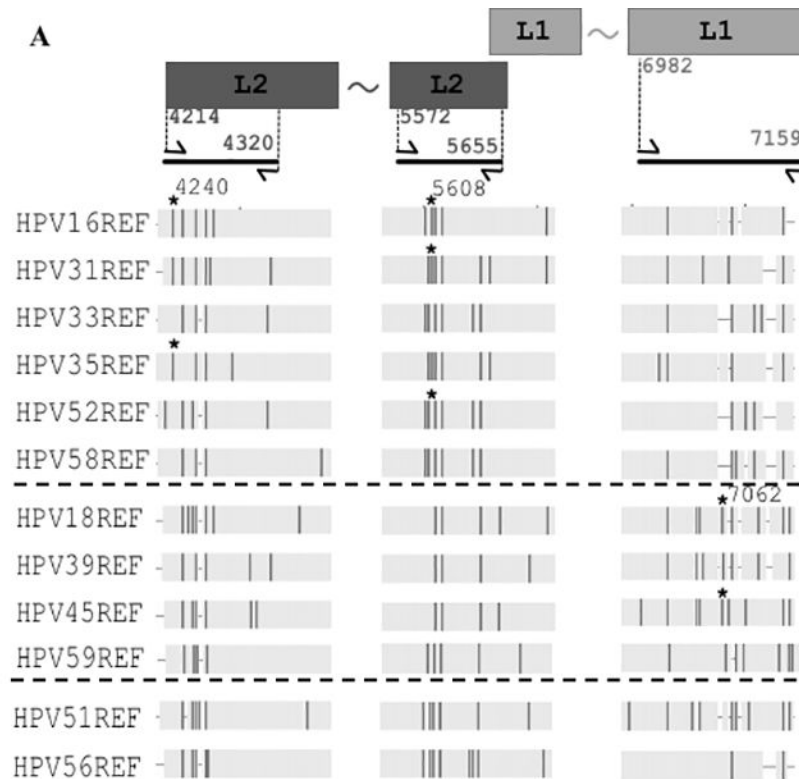 A
L1 ~ L1
L2 ~ L2
6982
4214
5572
4320
5655
7159
4240
5608
* *
HPV16REF
*
HPV31REF
HPV33REF
*
HPV35REF
*
HPV52REF
HPV58REF
7062
*
HPV18REF
HPV39REF
*
HPV45REF
HPV59REF
HPV51REF
HPV56REF